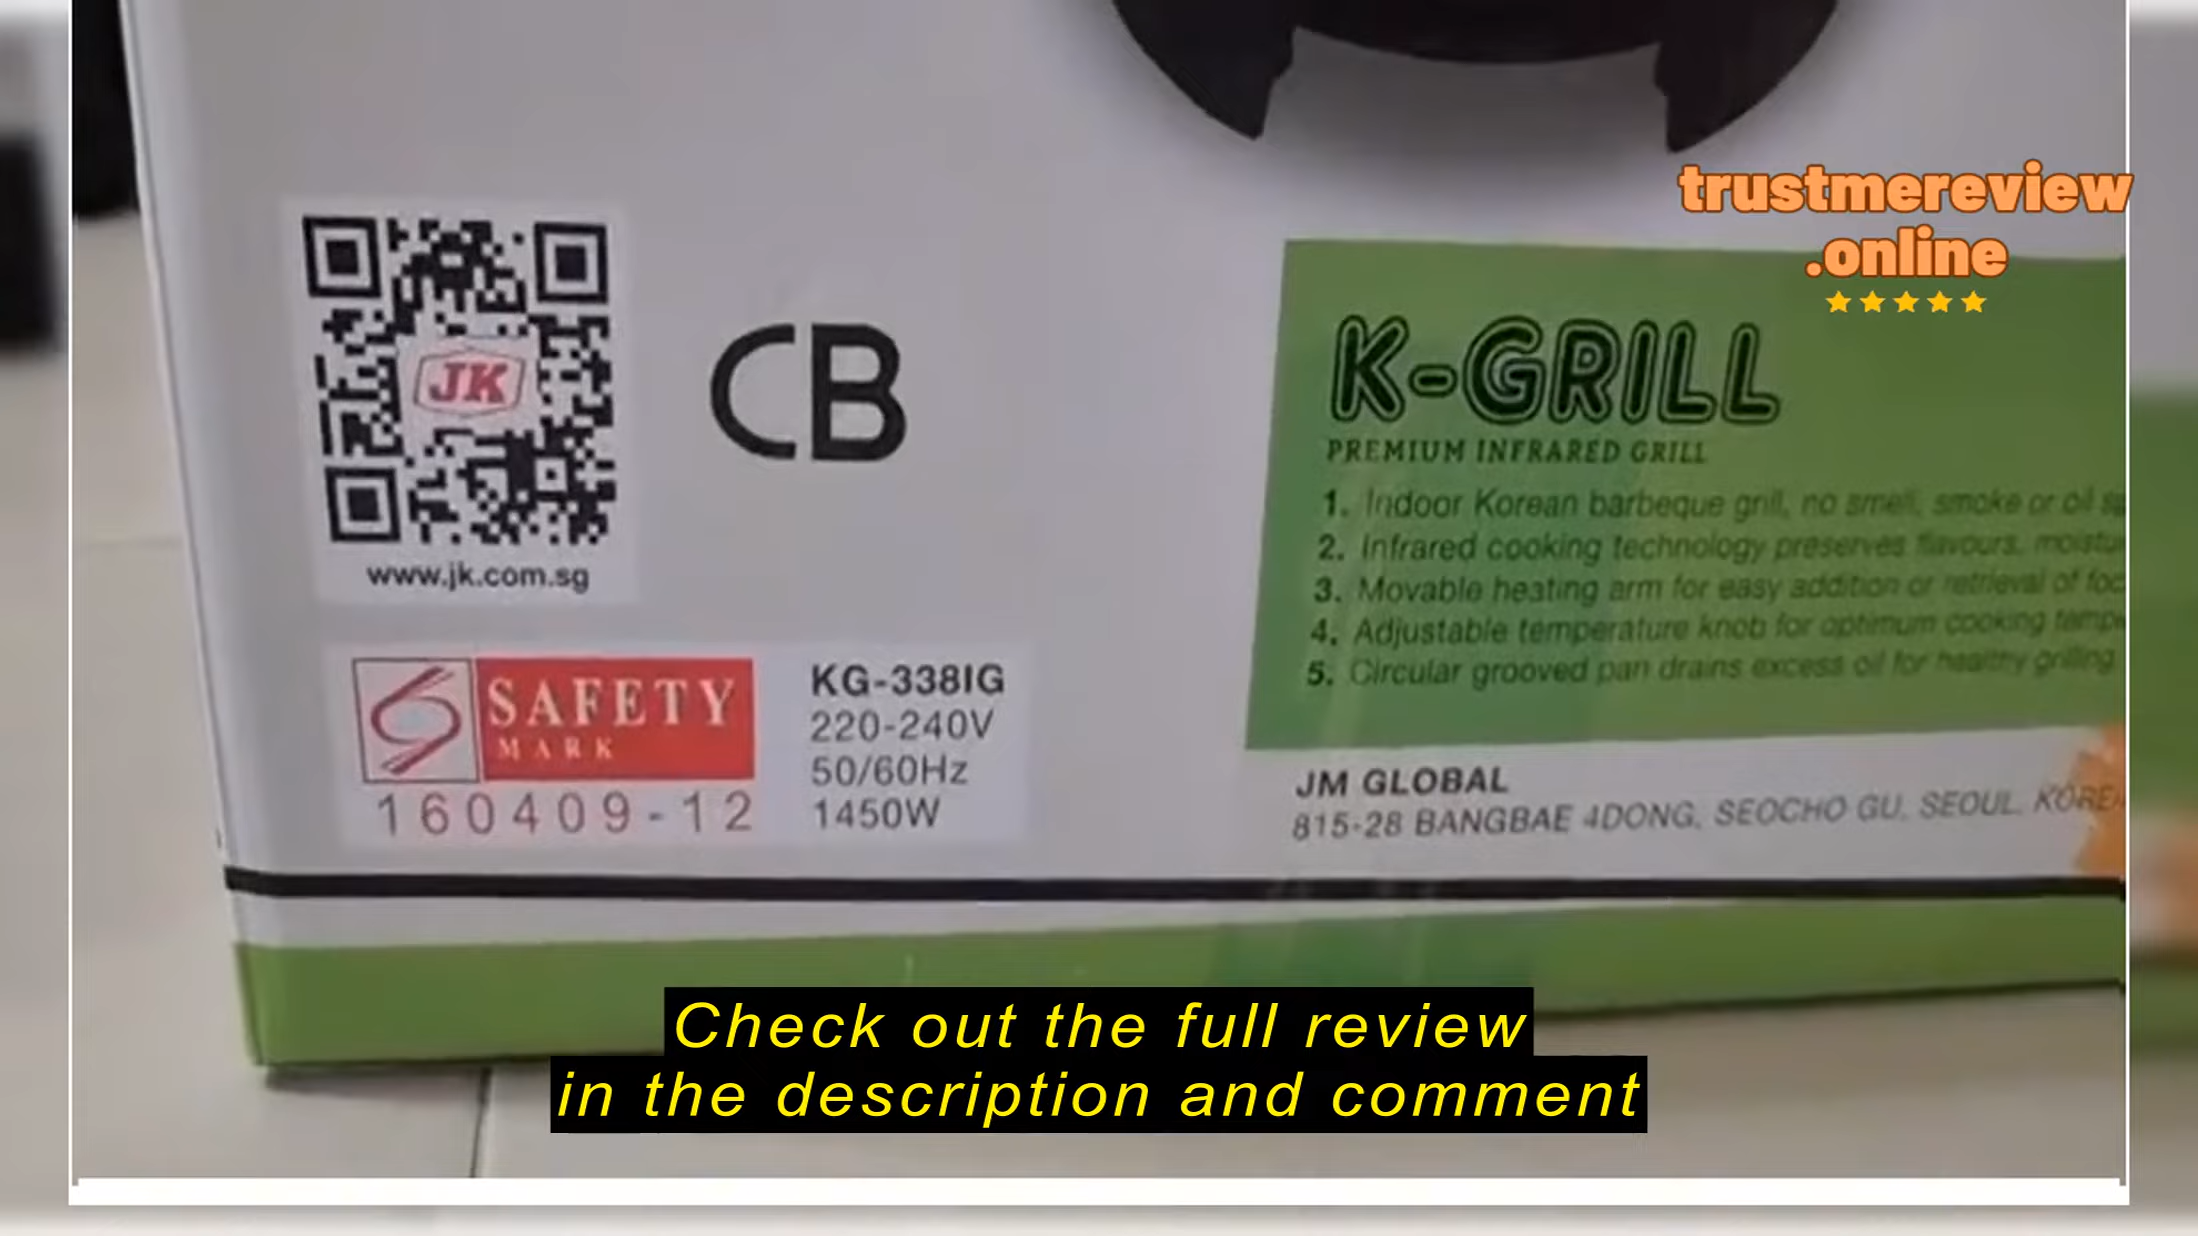 trustmereview
.online
JK
www.jk.com.sg
CB
SAFETY
MARK
160409-12
KG-338IG
220-240V
50/60Hz
1450W
K-GRILL
PREMIUM INFRARED GRILL
1. Indoor Korean barbeque grill, no smell, smoke or oil
2. Infrared cooking technology preserves flavours,
3. Movable heating arm for easy addition or retrieval of
4. Adjustable temperature knob for optimum cooking
5. Circular grooved pan drains excess oil for healthy grilling
JM GLOBAL
815-28 BANGBAE 4DONG, SEOCHO GU, SEOUL, KOREA
Check out the full review
in the description and comment